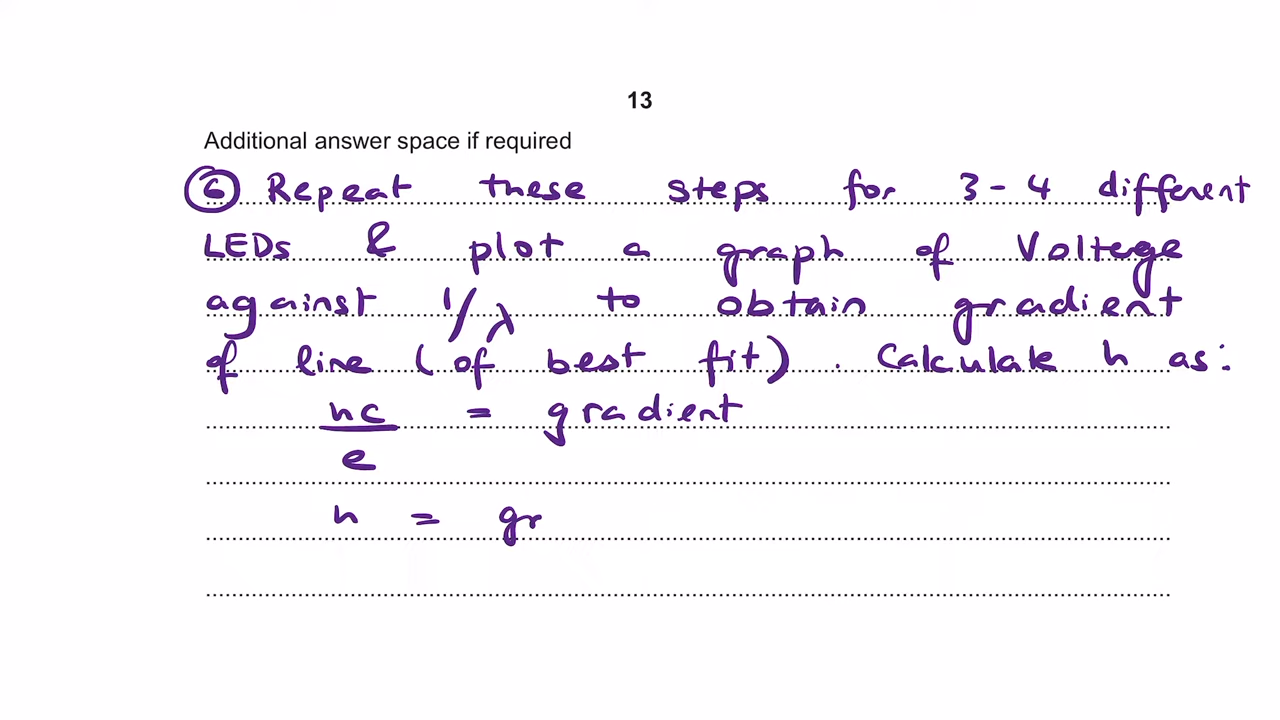 13
Additional answer space if required
6 Repeat these steps for 3-4 different
LEDs & plot a graph of Voltage
against 1/λ to obtain gradient
of line (of best fit). Calculate h as:
hc = gradient
e
h = gr